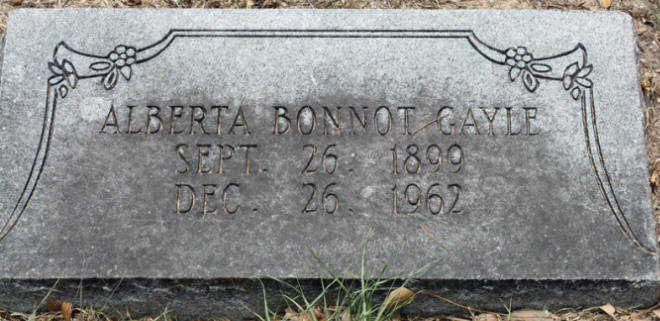 ALBERTA BONNOT GAYLE
SEPT. 26. 1899
DEC. 26. 1962